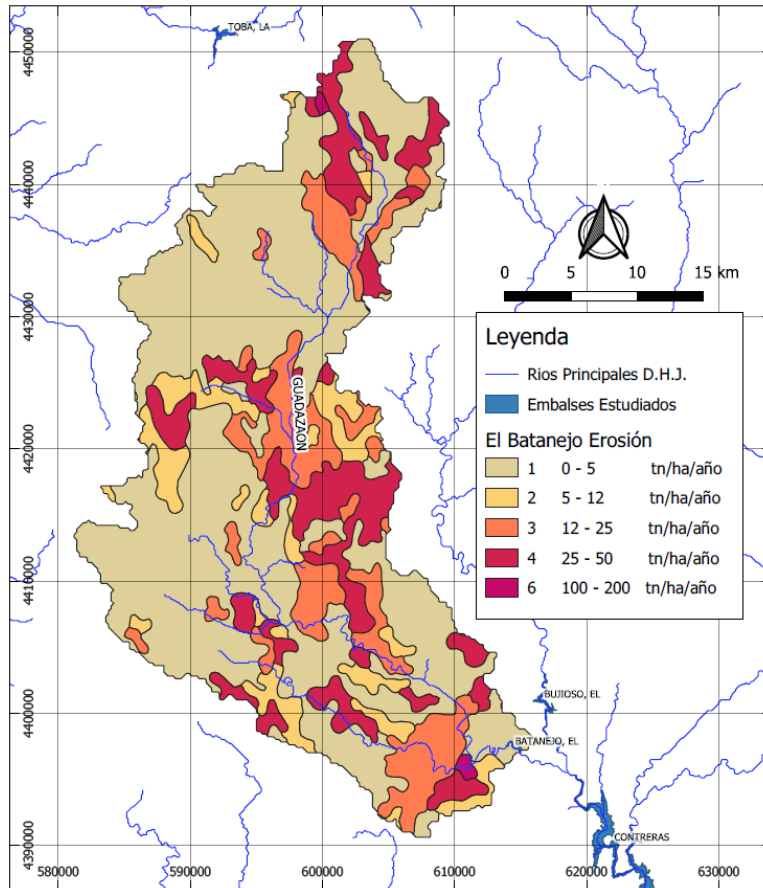 TOBA, LA
4450000
4440000
4430000
4420000
4410000
4400000
4390000
0 5 10 15 km
Leyenda
Rios Principales D.H.J.
Embalses Estudiados
El Batanejo Erosión
1 0 - 5 tn/ha/año
2 5 - 12 tn/ha/año
3 12 - 25 tn/ha/año
4 25 - 50 tn/ha/año
6 100 - 200 tn/ha/año
GUADAZAON
BUJIOSO, EL
BATANEJO, EL
CONTRERAS
580000 590000 600000 610000 620000 630000